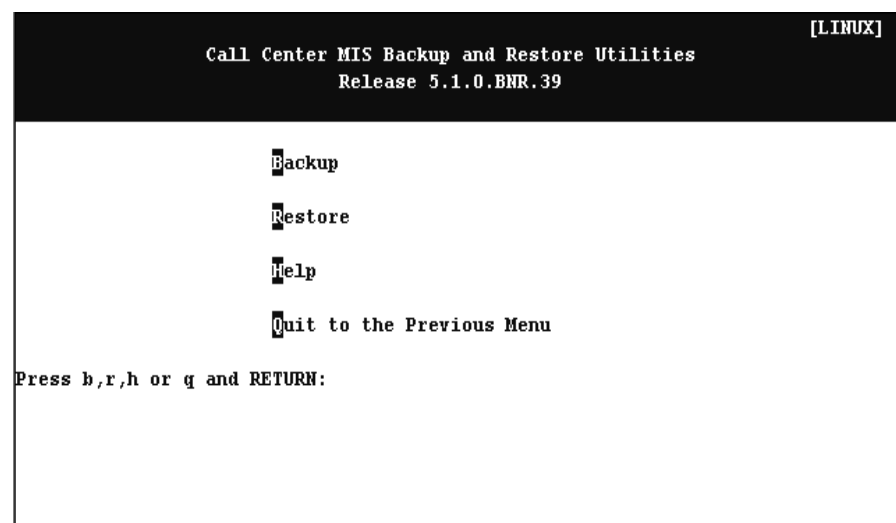 [LINUX]
Call Center MIS Backup and Restore Utilities
Release 5.1.0.BNR.39
Backup
Restore
Help
Quit to the Previous Menu
Press b,r,h or q and RETURN: